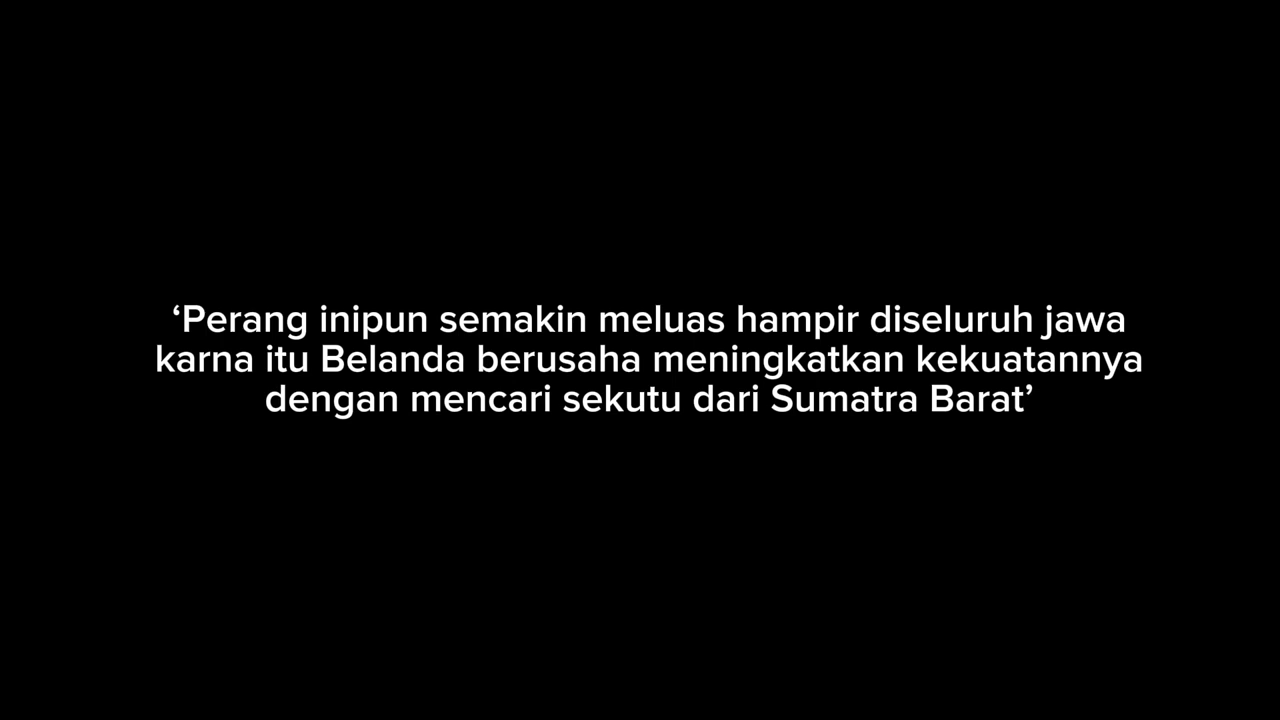 ‘Perang inipun semakin meluas hampir diseluruh jawa
karna itu Belanda berusaha meningkatkan kekuatannya
dengan mencari sekutu dari Sumatra Barat’